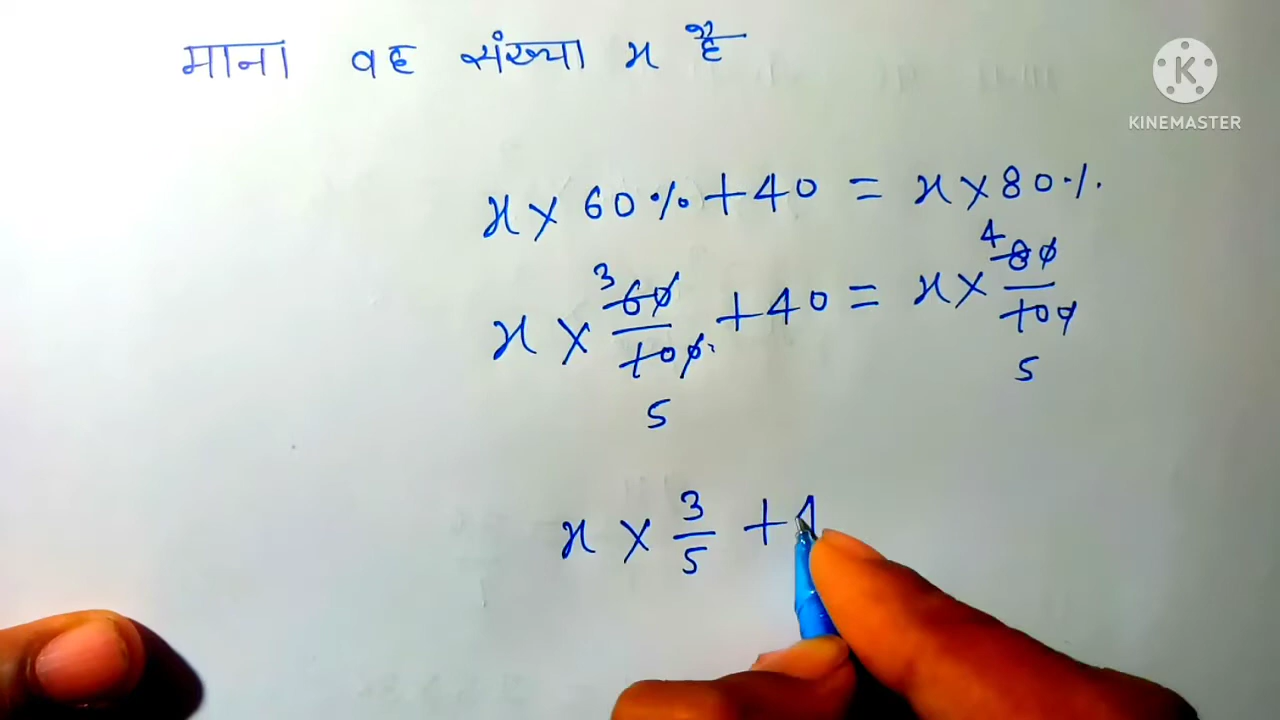 माना वह संख्या x है
KINEMASTER
x × 60% + 40 = x × 80%
x × 60/100 + 40 = x × 80/100
3 5 4 5
x × 3/5 + 4